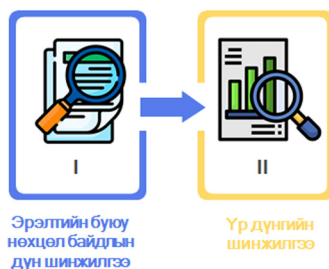 I
II
Эрэлтийн буюу
нөхцөл байдлын
дүн шинжилгээ
Үр дүнгийн
шинжилгээ